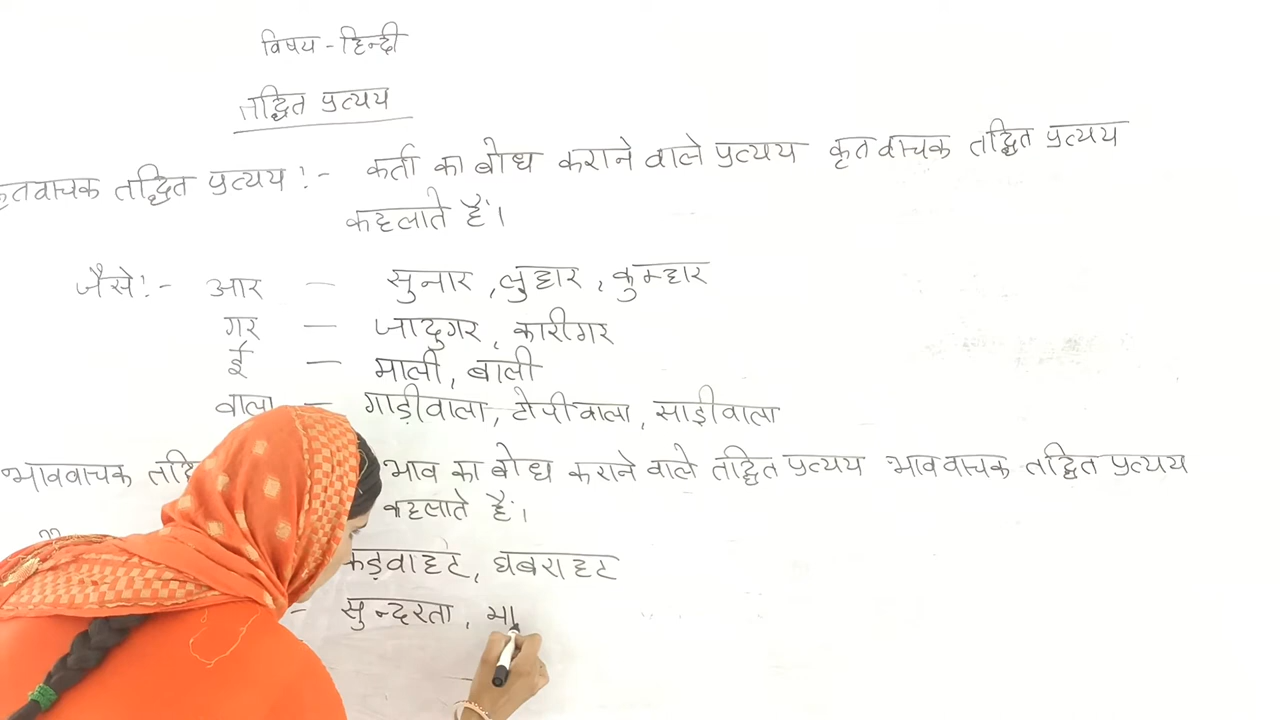 विषय - हिन्दी
तद्धित प्रत्यय
कृतवाचक तद्धित प्रत्यय :- कर्ता का बोध कराने वाले प्रत्यय कृतवाचक तद्धित प्रत्यय
कहलाते हैं।
जैसे :- आर - सुनार, लुहार, कुम्हार
गर - जादुगर, कारीगर
ई - माली, बाली
वाला - गाड़ीवाला, टोपीवाला, साड़ीवाला
भाववाचक भाव का बोध कराने वाले तद्धित प्रत्यय भाववाचक तद्धित प्रत्यय
कहलाते हैं।
कड़वाहट, घबराहट
- सुन्दरता, मा